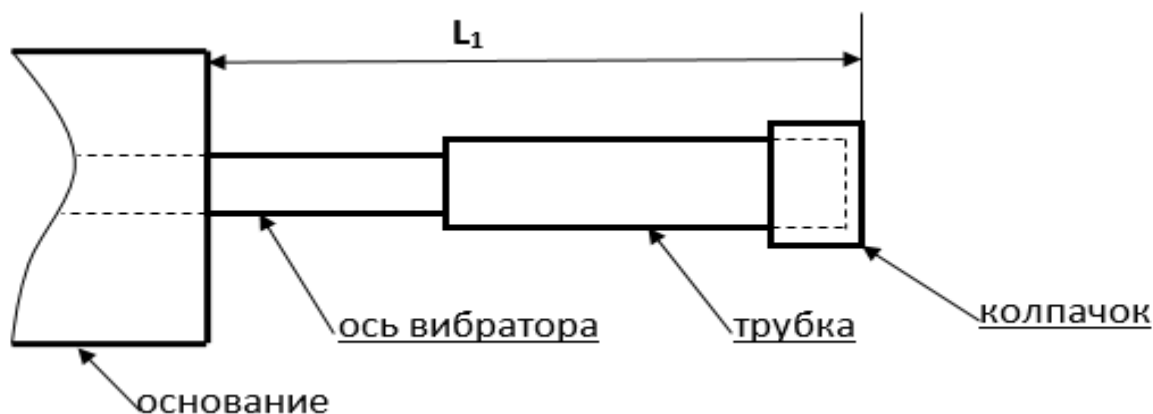 L₁
ось вибратора
трубка
колпачок
основание